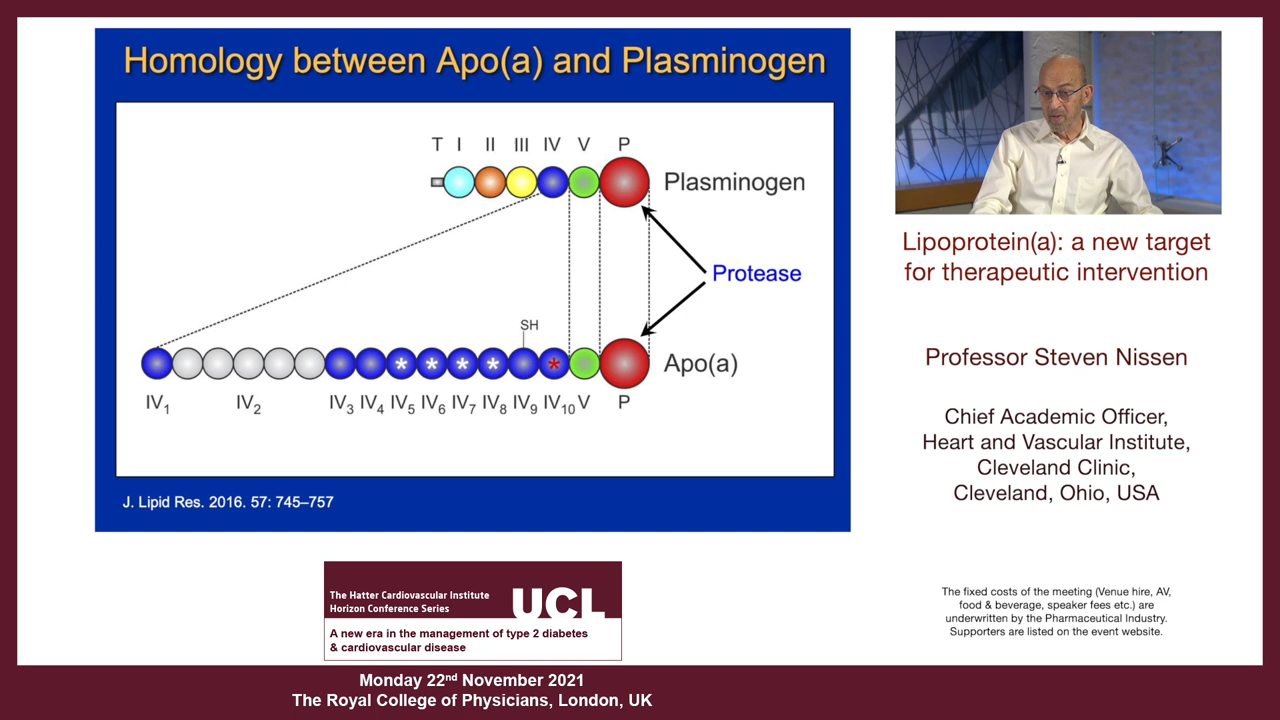 Homology between Apo(a) and Plasminogen
T I II III IV V P
Plasminogen
Protease
SH
* * * * *
Apo(a)
IV1 IV2 IV3 IV4 IV5 IV6 IV7 IV8 IV9 IV10 V P
J. Lipid Res. 2016. 57: 745–757
Lipoprotein(a): a new target
for therapeutic intervention
Professor Steven Nissen
Chief Academic Officer,
Heart and Vascular Institute,
Cleveland Clinic,
Cleveland, Ohio, USA
The Hatter Cardiovascular Institute
Horizon Conference Series
UCL
A new era in the management of type 2 diabetes
& cardiovascular disease
The fixed costs of the meeting (Venue hire, AV,
food & beverage, speaker fees etc.) are
underwritten by the Pharmaceutical Industry.
Supporters are listed on the event website.
Monday 22nd November 2021
The Royal College of Physicians, London, UK